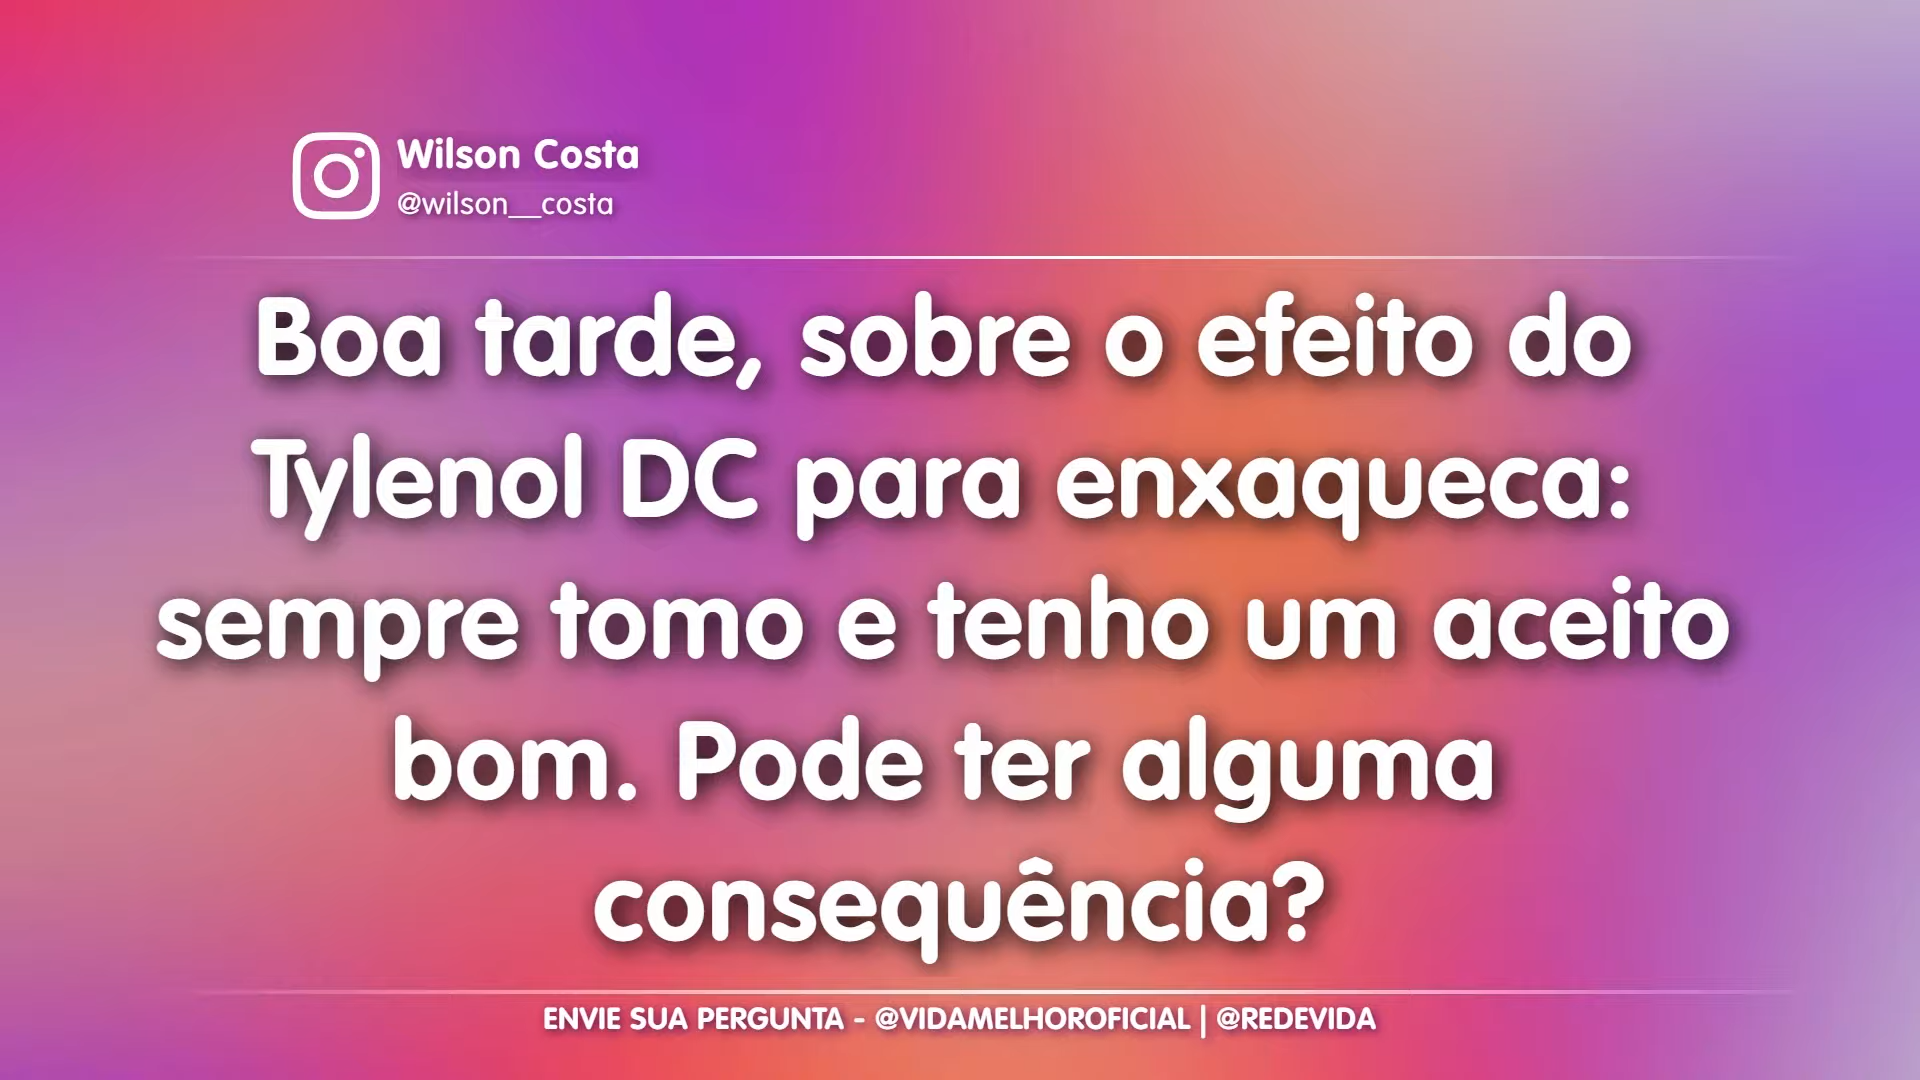 Wilson Costa
@wilson__costa
Boa tarde, sobre o efeito do
Tylenol DC para enxaqueca:
sempre tomo e tenho um aceito
bom. Pode ter alguma
consequência?
ENVIE SUA PERGUNTA - @VIDAMELHOROFICIAL | @REDEVIDA